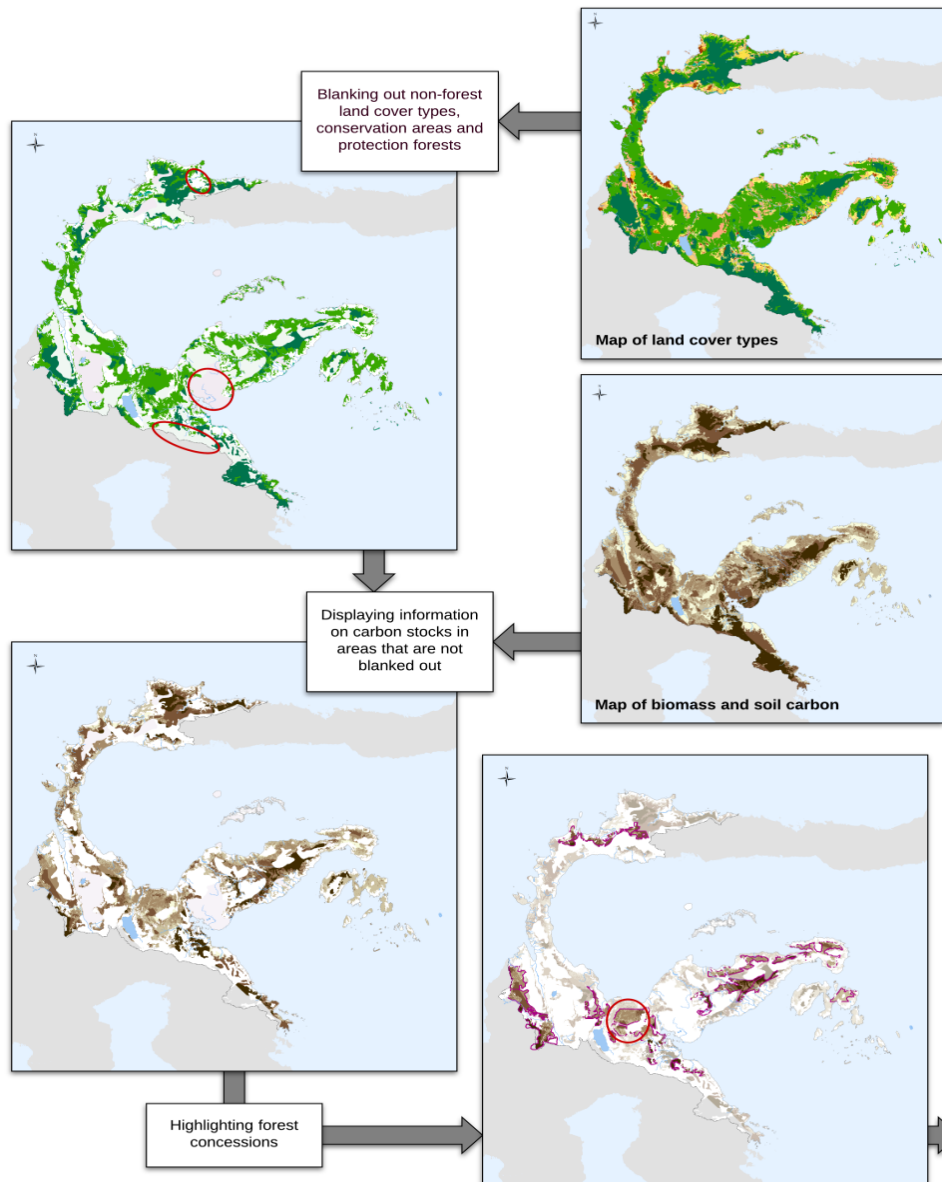 Blanking out non-forest
land cover types,
conservation areas and
protection forests
Map of land cover types
Displaying information
on carbon stocks in
areas that are not
blanked out
Map of biomass and soil carbon
Highlighting forest
concessions